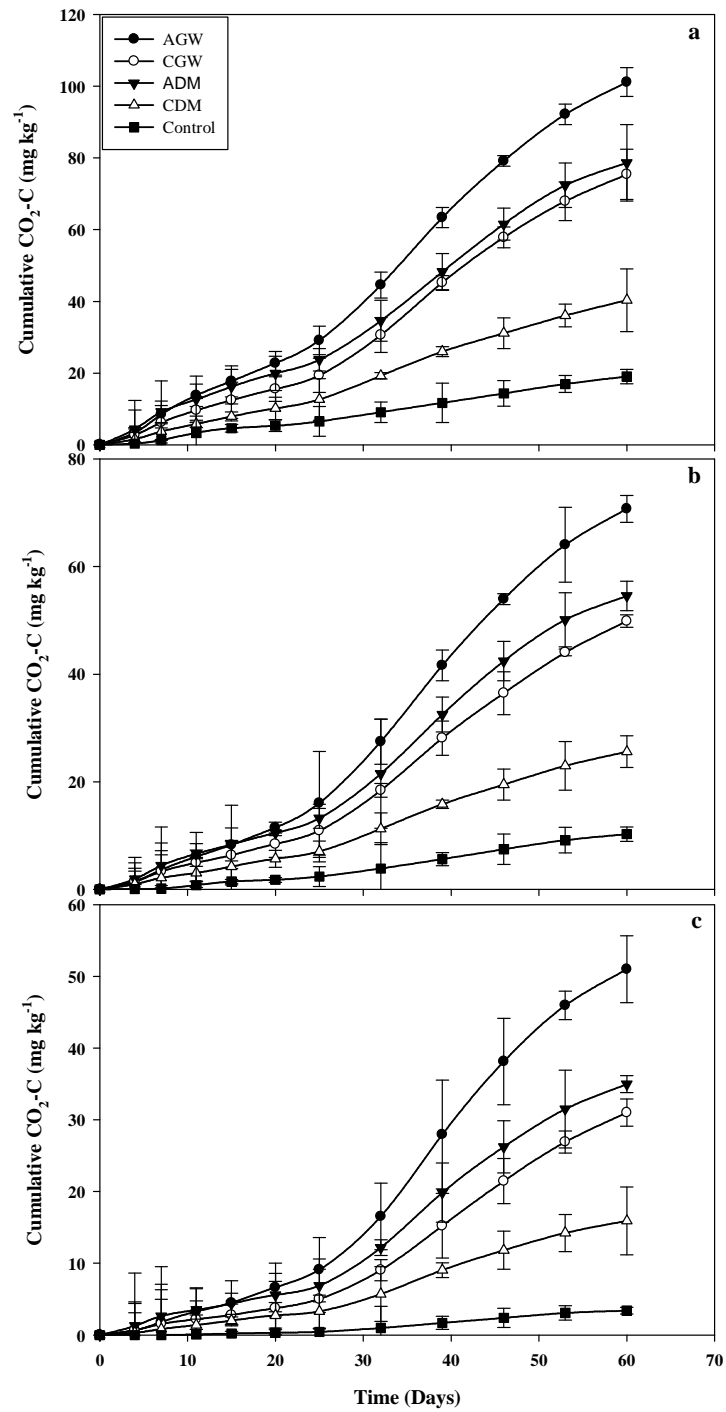 a
120
100
80
60
40
20
0
AGW
CGW
ADM
CDM
Control
Cumulative CO₂-C (mg kg⁻¹)
b
80
60
40
20
0
Cumulative CO₂-C (mg kg⁻¹)
c
60
50
40
30
20
10
0
Cumulative CO₂-C (mg kg⁻¹)
0 10 20 30 40 50 60 70
Time (Days)